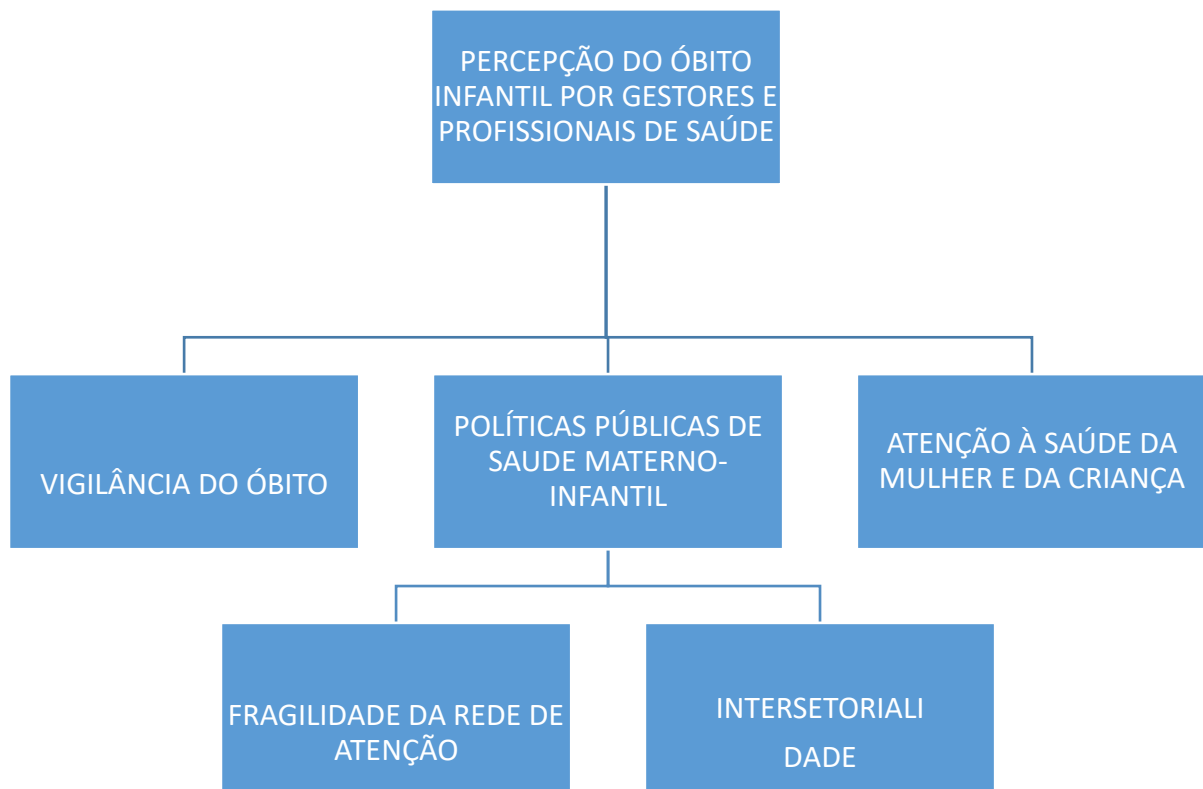 PERCEPÇÃO DO ÓBITO
INFANTIL POR GESTORES E
PROFISSIONAIS DE SAÚDE
VIGILÂNCIA DO ÓBITO
POLÍTICAS PÚBLICAS DE
SAUDE MATERNO-
INFANTIL
ATENÇÃO À SAÚDE DA
MULHER E DA CRIANÇA
FRAGILIDADE DA REDE DE
ATENÇÃO
INTERSETORIALI
DADE